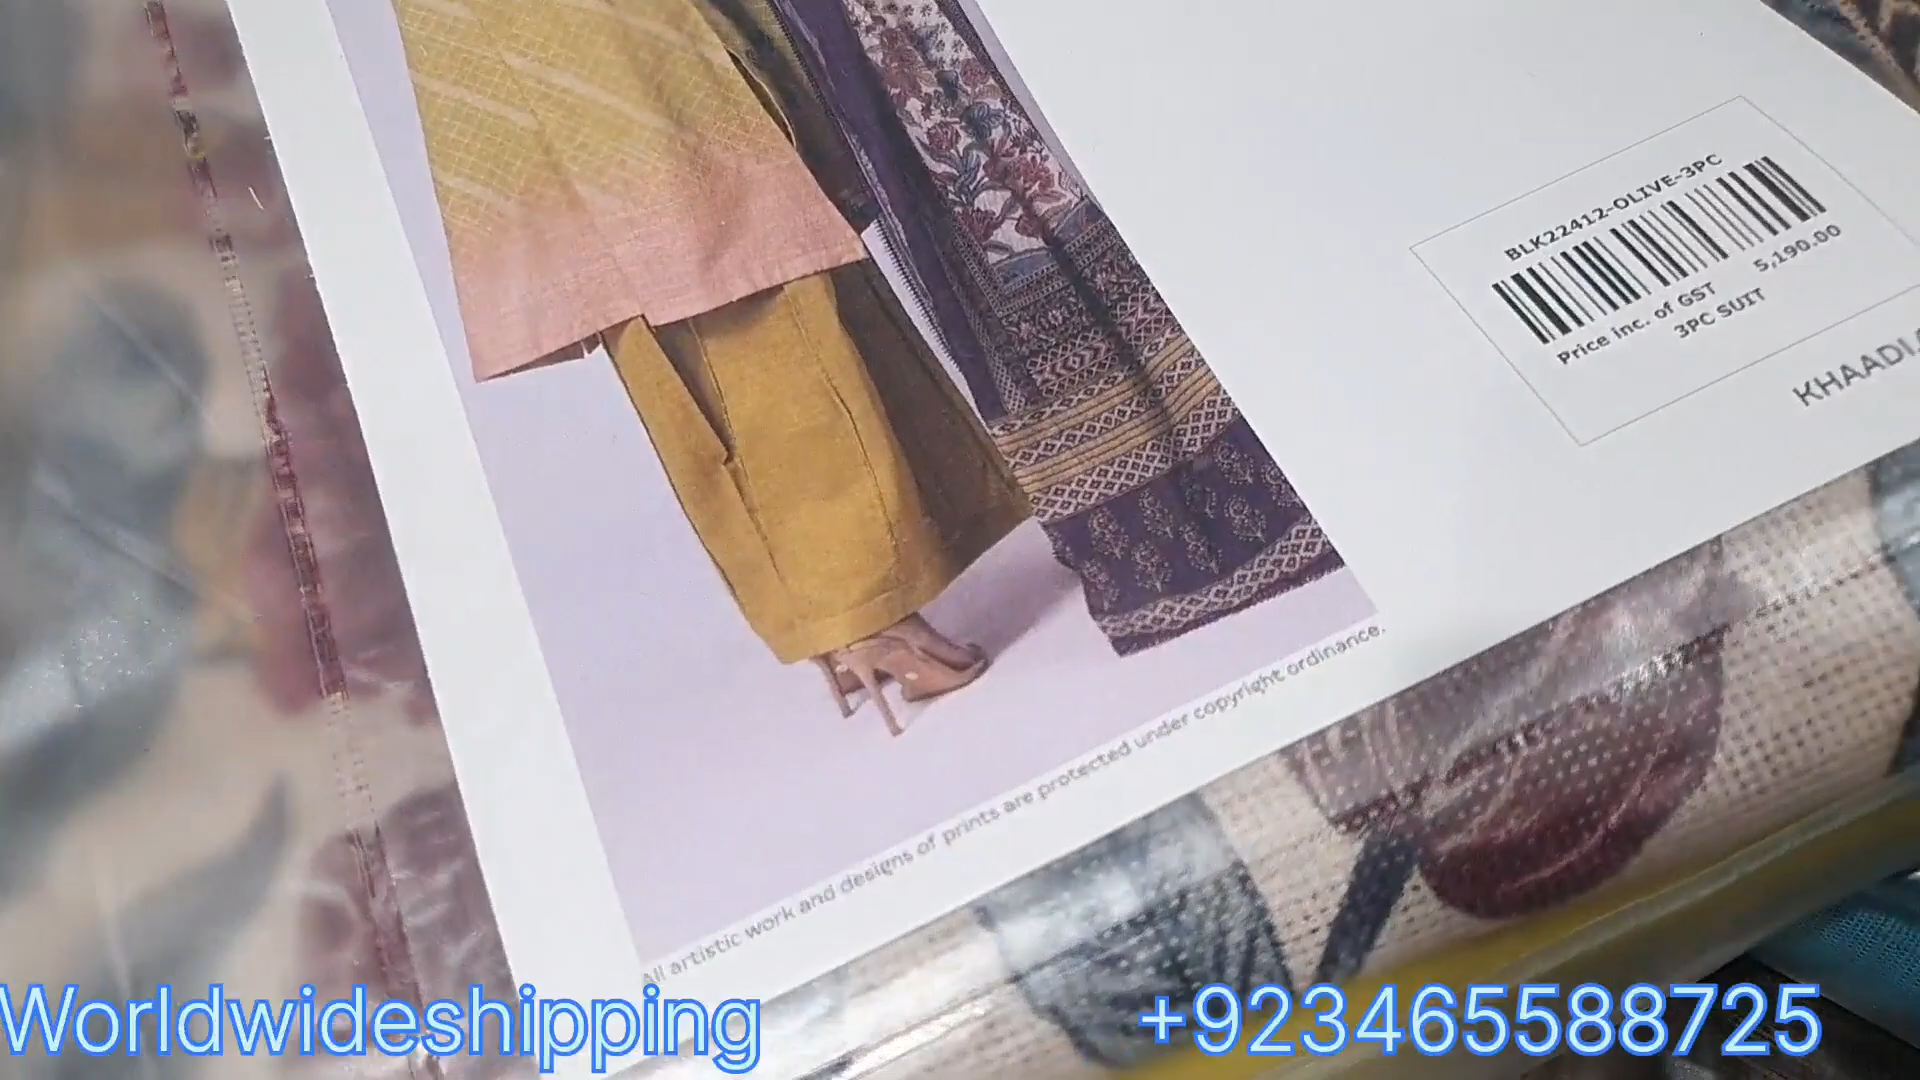 BLK22412-OLIVE-3PC
Price inc. of GST 5,190.00
3PC SUIT
KHAADI
All artistic work and designs of prints are protected under copyright ordinance.
Worldwideshipping
+923465588725